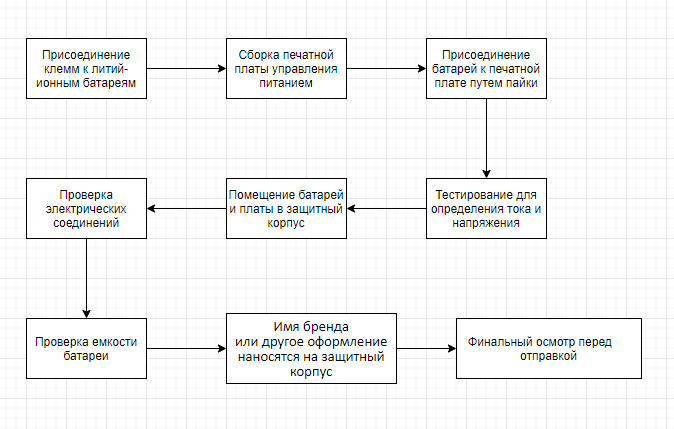 Присоединение
клемм к литий-
ионным батареям
Сборка печатной
платы управления
питанием
Присоединение
батарей к печатной
плате путем пайки
Проверка
электрических
соединений
Помещение батарей
и платы в защитный
корпус
Тестирование для
определения тока и
напряжения
Проверка емкости
батареи
Имя бренда
или другое оформление
наносятся на защитный
корпус
Финальный осмотр перед
отправкой